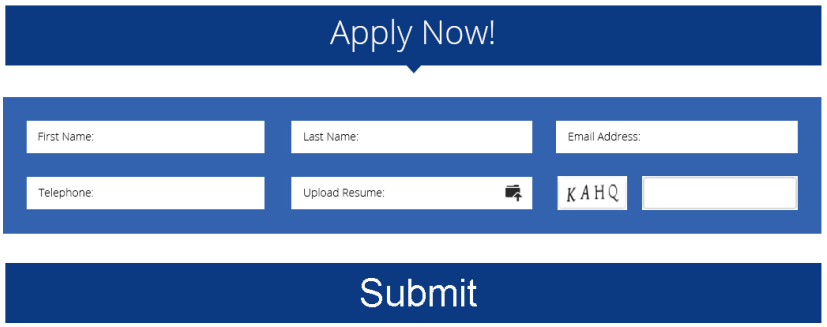 Apply Now!
First Name:
Last Name:
Email Address:
Telephone:
Upload Resume:
KAHQ
Submit